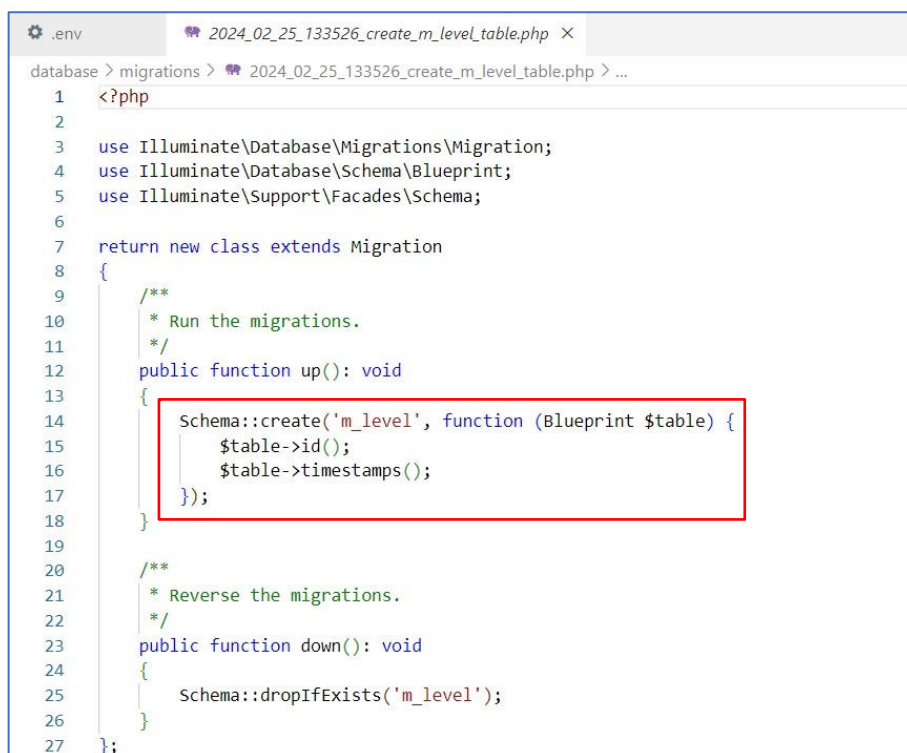 .env 2024_02_25_133526_create_m_level_table.php ×
database > migrations > 2024_02_25_133526_create_m_level_table.php > ...
1 <?php
2
3 use Illuminate\Database\Migrations\Migration;
4 use Illuminate\Database\Schema\Blueprint;
5 use Illuminate\Support\Facades\Schema;
6
7 return new class extends Migration
8 {
9 /**
10 * Run the migrations.
11 */
12 public function up(): void
13 {
14 Schema::create('m_level', function (Blueprint $table) {
15 $table->id();
16 $table->timestamps();
17 });
18 }
19
20 /**
21 * Reverse the migrations.
22 */
23 public function down(): void
24 {
25 Schema::dropIfExists('m_level');
26 }
27 };